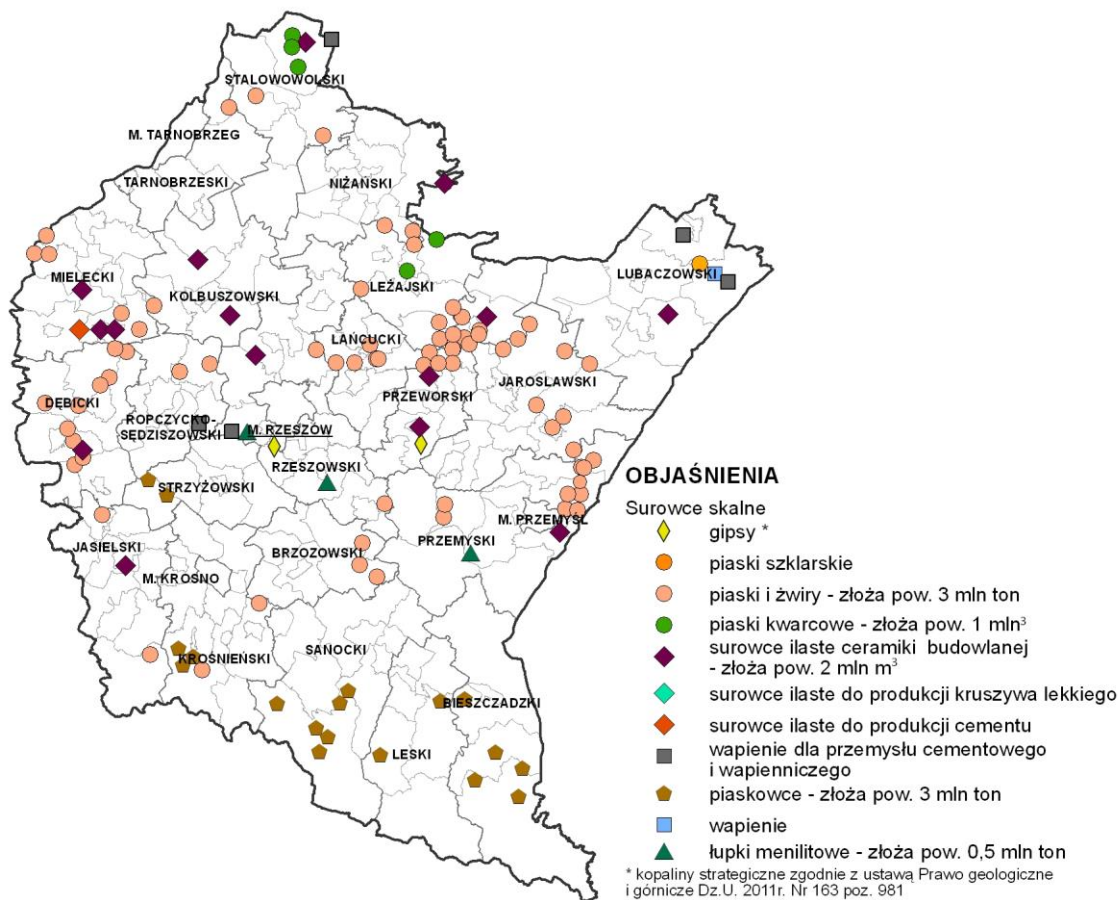 STALOWOWOLSKI
M. TARNOBRZEG
TARNOBRZESKI
NIŻAŃSKI
MIELECKI
KOLBUSZOWSKI
LEŻAJSKI
LUBACZOWSKI
ŁAŃCUCKI
JAROSŁAWSKI
PRZEWORSKI
DĘBICKI
ROPCZYCKO-
SĘDZISZOWSKI
M. RZESZÓW
RZESZOWSKI
STRZYŻOWSKI
M. PRZEMYŚL
PRZEMYSKI
JASIELSKI
BRZOZOWSKI
M. KROSNO
KROŚNIEŃSKI
SANOCKI
BIESZCZADZKI
LESKI
OBJAŚNIENIA
Surowce skalne
gipsy *
piaski szklarskie
piaski i żwiry - złoża pow. 3 mln ton
piaski kwarcowe - złoża pow. 1 mln³
surowce ilaste ceramiki budowlanej
- złoża pow. 2 mln m³
surowce ilaste do produkcji kruszywa lekkiego
surowce ilaste do produkcji cementu
wapienie dla przemysłu cementowego
i wapienniczego
piaskowce - złoża pow. 3 mln ton
wapienie
łupki menilitowe - złoża pow. 0,5 mln ton
* kopaliny strategiczne zgodnie z ustawą Prawo geologiczne
i górnicze Dz.U. 2011r. Nr 163 poz. 981